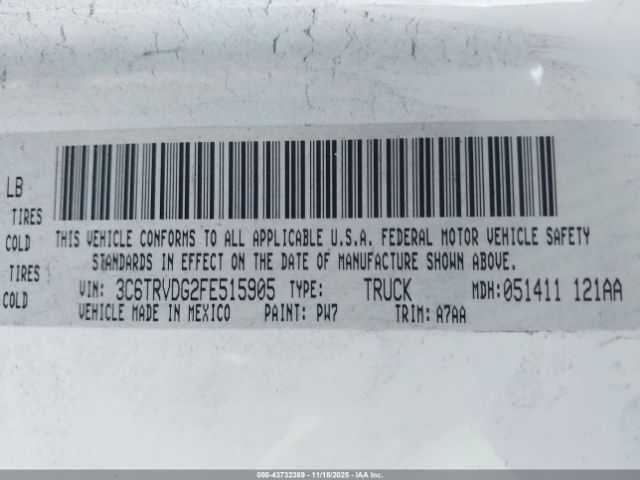 LB
TIRES
COLD THIS VEHICLE CONFORMS TO ALL APPLICABLE U.S.A. FEDERAL MOTOR VEHICLE SAFETY
STANDARDS IN EFFECT ON THE DATE OF MANUFACTURE SHOWN ABOVE.
TIRES VIN: 3C6TRVDG2FE515905 TYPE: TRUCK MDH:051411 121AA
COLD VEHICLE MADE IN MEXICO PAINT: PW7 TRIM: A7AA
000-43732389 - 11/18/2025 - IAA Inc.